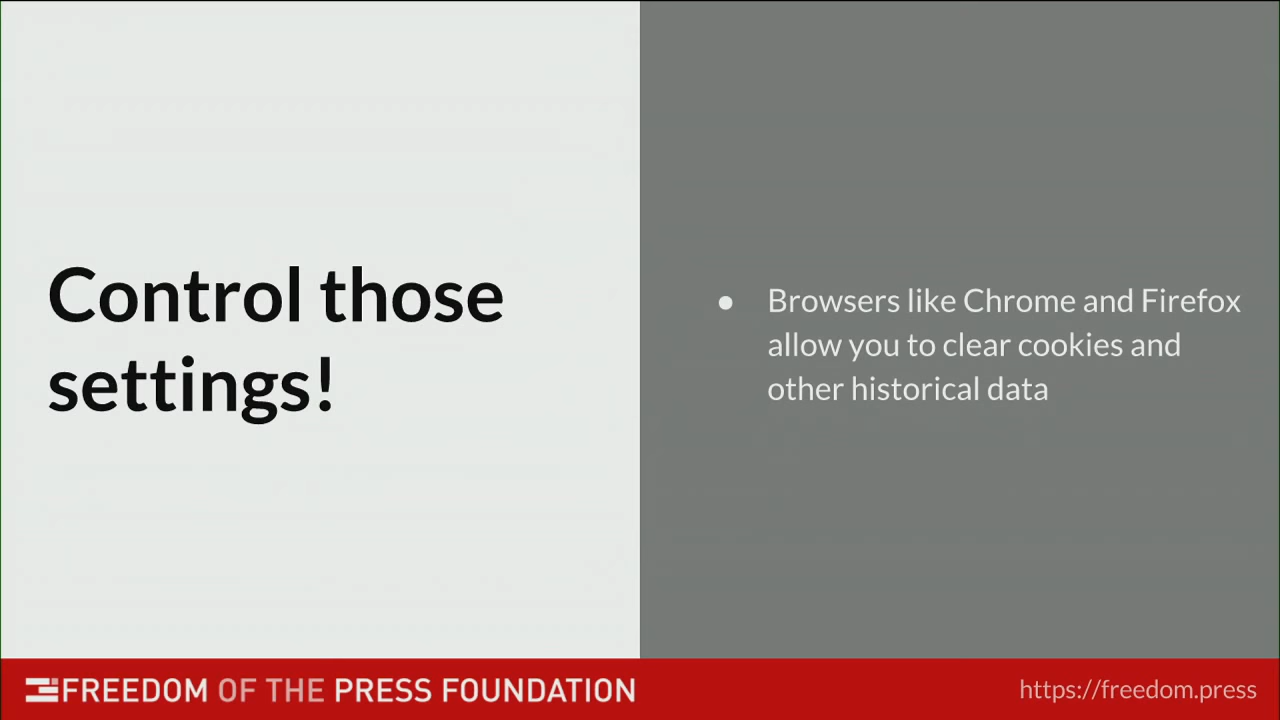 Control those
settings!
● Browsers like Chrome and Firefox
allow you to clear cookies and
other historical data
FREEDOM OF THE PRESS FOUNDATION
https://freedom.press